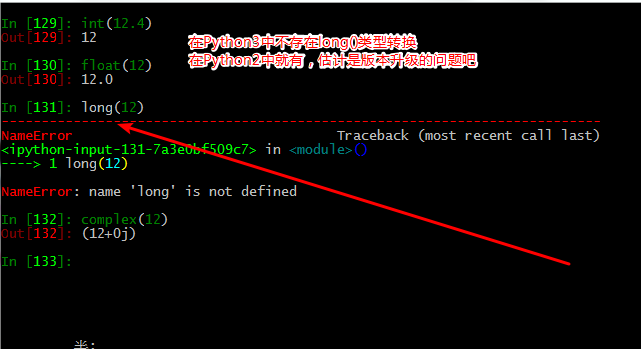 In [129]: int(12.4)
Out[129]: 12
在Python3中不存在long()类型转换
在Python2中就有，估计是版本升级的问题吧
In [130]: float(12)
Out[130]: 12.0
In [131]: long(12)
---------------------------------------------------------------------------
NameError                                 Traceback (most recent call last)
<ipython-input-131-7a3e0bf509c7> in <module>()
----> 1 long(12)
NameError: name 'long' is not defined
In [132]: complex(12)
Out[132]: (12+0j)
In [133]:
半: